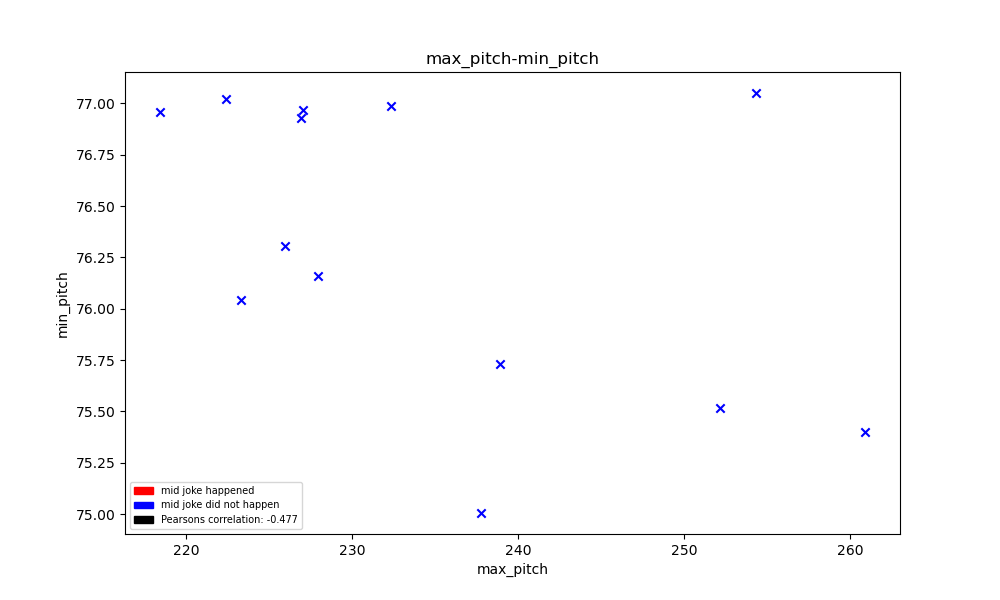 max_pitch-min_pitch
77.00
76.75
76.50
76.25
76.00
75.75
75.50
75.25
75.00
min_pitch
mid joke happened
mid joke did not happen
Pearsons correlation: -0.477
220 230 240 250 260
max_pitch